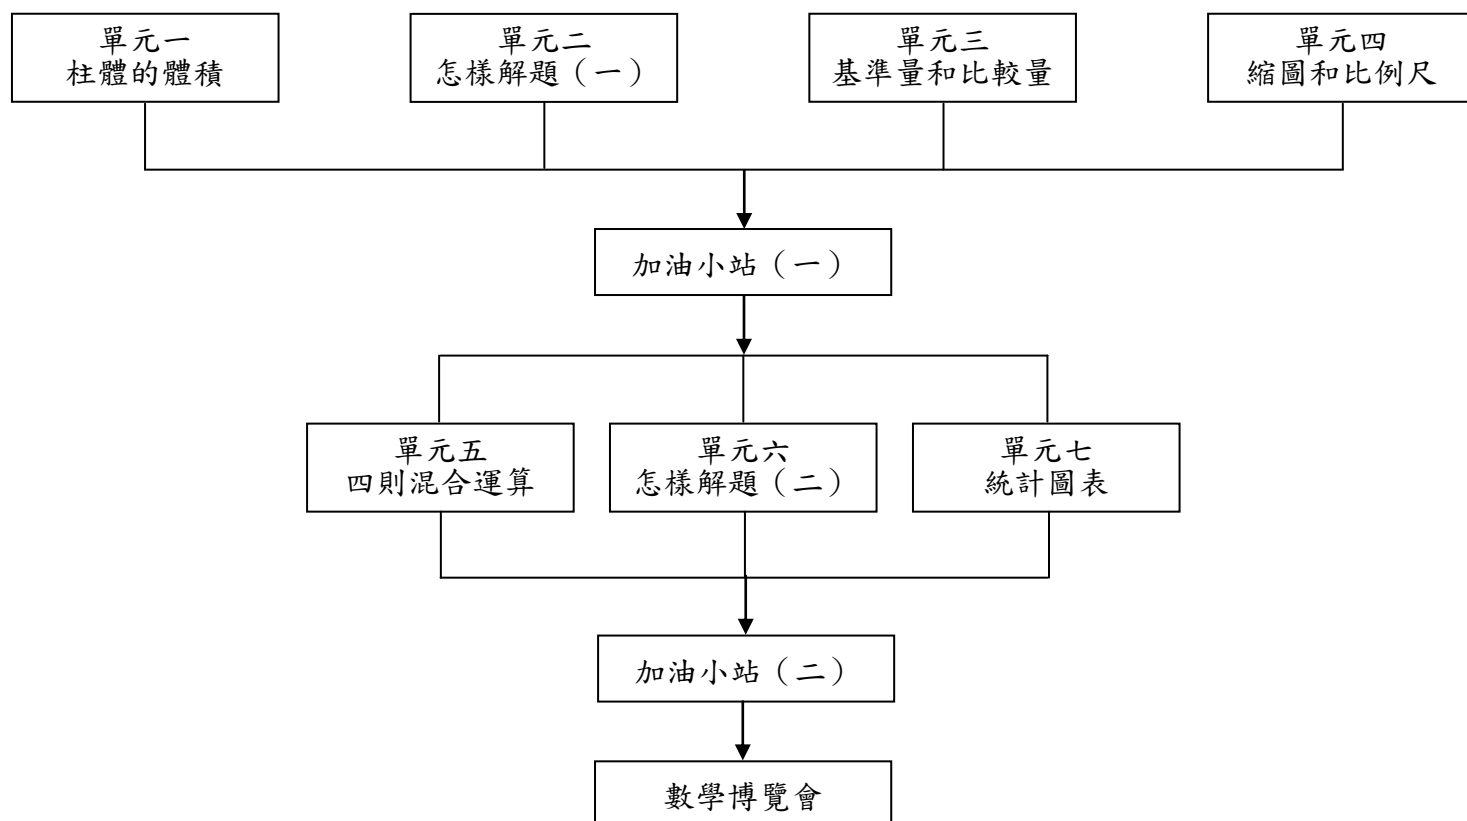 單元一
柱體的體積
單元二
怎樣解題（一）
單元三
基準量和比較量
單元四
縮圖和比例尺
加油小站（一）
單元五
四則混合運算
單元六
怎樣解題（二）
單元七
統計圖表
加油小站（二）
數學博覽會